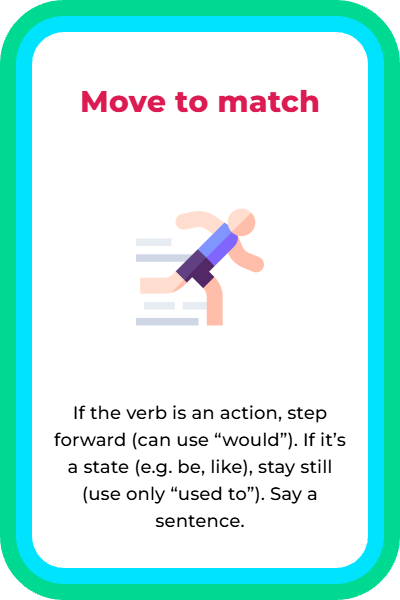 Move to match
If the verb is an action, step
forward (can use “would”). If it’s
a state (e.g. be, like), stay still
(use only “used to”). Say a
sentence.